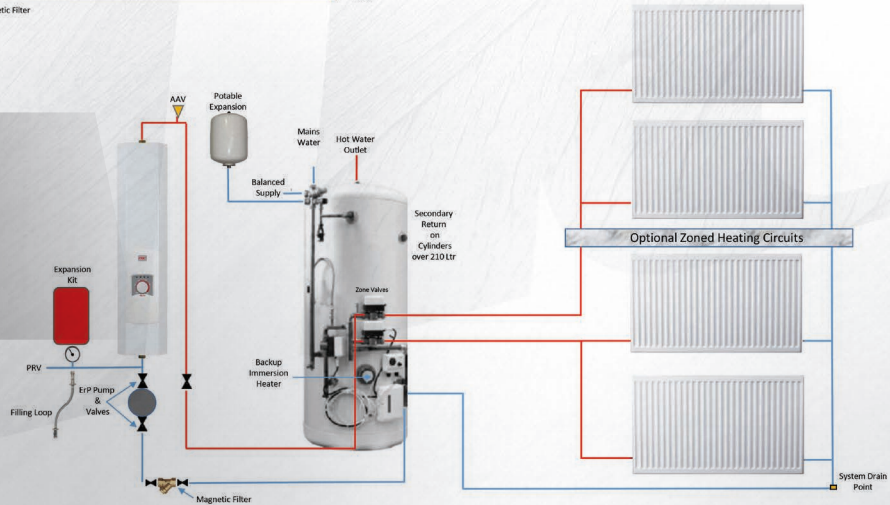 etic Filter
AAV
Potable
Expansion
Mains
Water
Hot Water
Outlet
Balanced
Supply
Secondary
Return
on
Cylinders
over 210 Ltr
Optional Zoned Heating Circuits
Zone Valves
Expansion
Kit
PRV
ErP Pump
&
Valves
Filling Loop
Backup
Immersion
Heater
Magnetic Filter
System Drain
Point